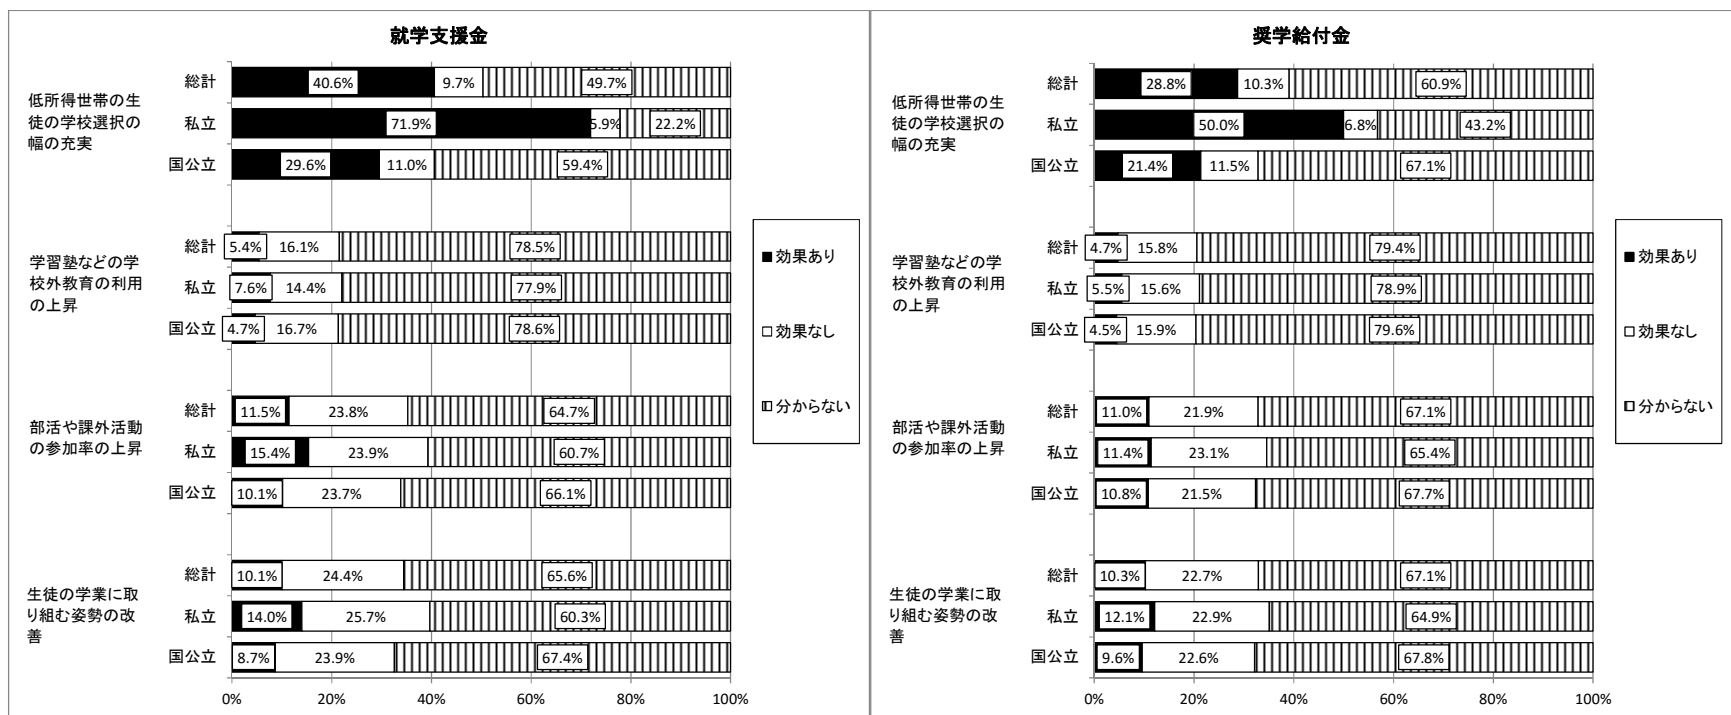 就学支援金
低所得世帯の生
徒の学校選択の
幅の充実
総計
40.6%
9.7%
49.7%
私立
71.9%
5.9%
22.2%
国公立
29.6%
11.0%
59.4%
学習塾などの学
校外教育の利用
の上昇
総計
5.4%
16.1%
78.5%
私立
7.6%
14.4%
77.9%
国公立
4.7%
16.7%
78.6%
部活や課外活動
の参加率の上昇
総計
11.5%
23.8%
64.7%
私立
15.4%
23.9%
60.7%
国公立
10.1%
23.7%
66.1%
生徒の学業に取
り組む姿勢の改
善
総計
10.1%
24.4%
65.6%
私立
14.0%
25.7%
60.3%
国公立
8.7%
23.9%
67.4%
0%
20%
40%
60%
80%
100%
効果あり
効果なし
分からない
奨学給付金
低所得世帯の生
徒の学校選択の
幅の充実
総計
28.8%
10.3%
60.9%
私立
50.0%
6.8%
43.2%
国公立
21.4%
11.5%
67.1%
学習塾などの学
校外教育の利用
の上昇
総計
4.7%
15.8%
79.4%
私立
5.5%
15.6%
78.9%
国公立
4.5%
15.9%
79.6%
部活や課外活動
の参加率の上昇
総計
11.0%
21.9%
67.1%
私立
11.4%
23.1%
65.4%
国公立
10.8%
21.5%
67.7%
生徒の学業に取
り組む姿勢の改
善
総計
10.3%
22.7%
67.1%
私立
12.1%
22.9%
64.9%
国公立
9.6%
22.6%
67.8%
0%
20%
40%
60%
80%
100%
効果あり
効果なし
分からない